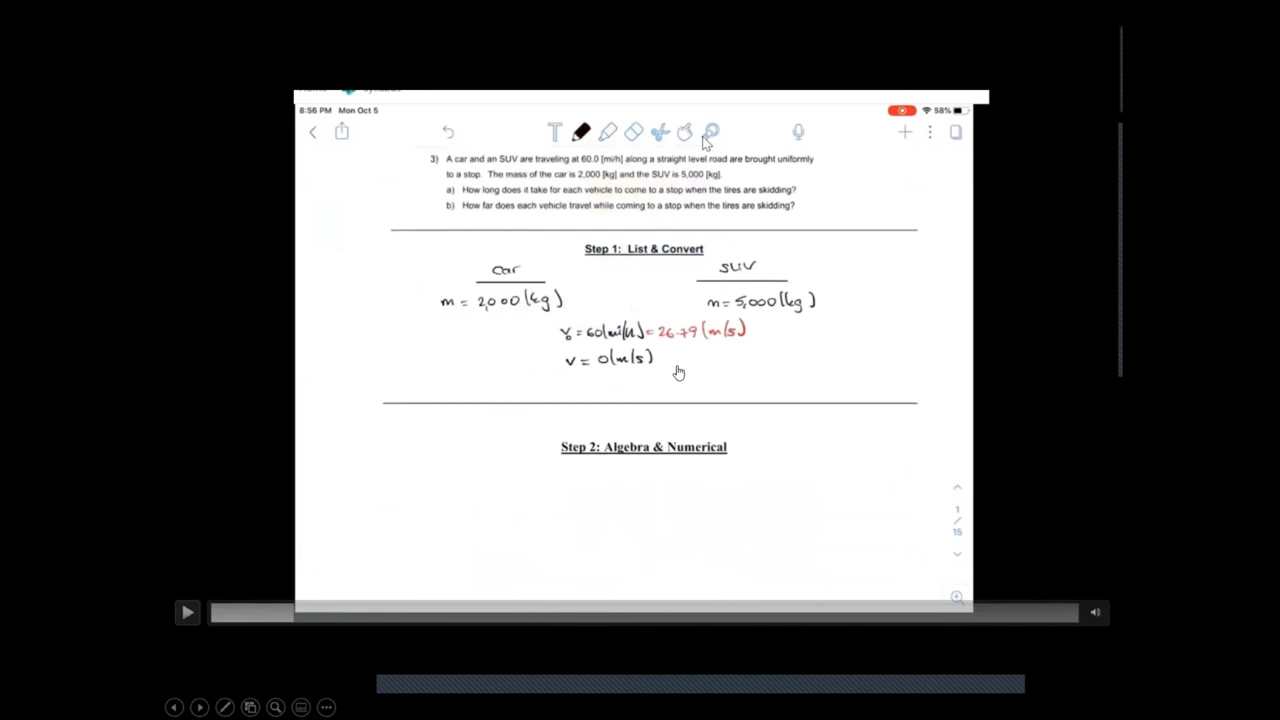 8:56 PM Mon Oct 5
58%
3) A car and an SUV are traveling at 60.0 [mi/h] along a straight level road are brought uniformly
to a stop. The mass of the car is 2,000 [kg] and the SUV is 5,000 [kg].
a) How long does it take for each vehicle to come to a stop when the tires are skidding?
b) How far does each vehicle travel while coming to a stop when the tires are skidding?
Step 1: List & Convert
Car SUV
m = 2,000 [kg] m = 5,000 [kg]
v₀ = 60 [mi/h] = 26.79 [m/s]
v = 0 [m/s]
Step 2: Algebra & Numerical
1
/
15